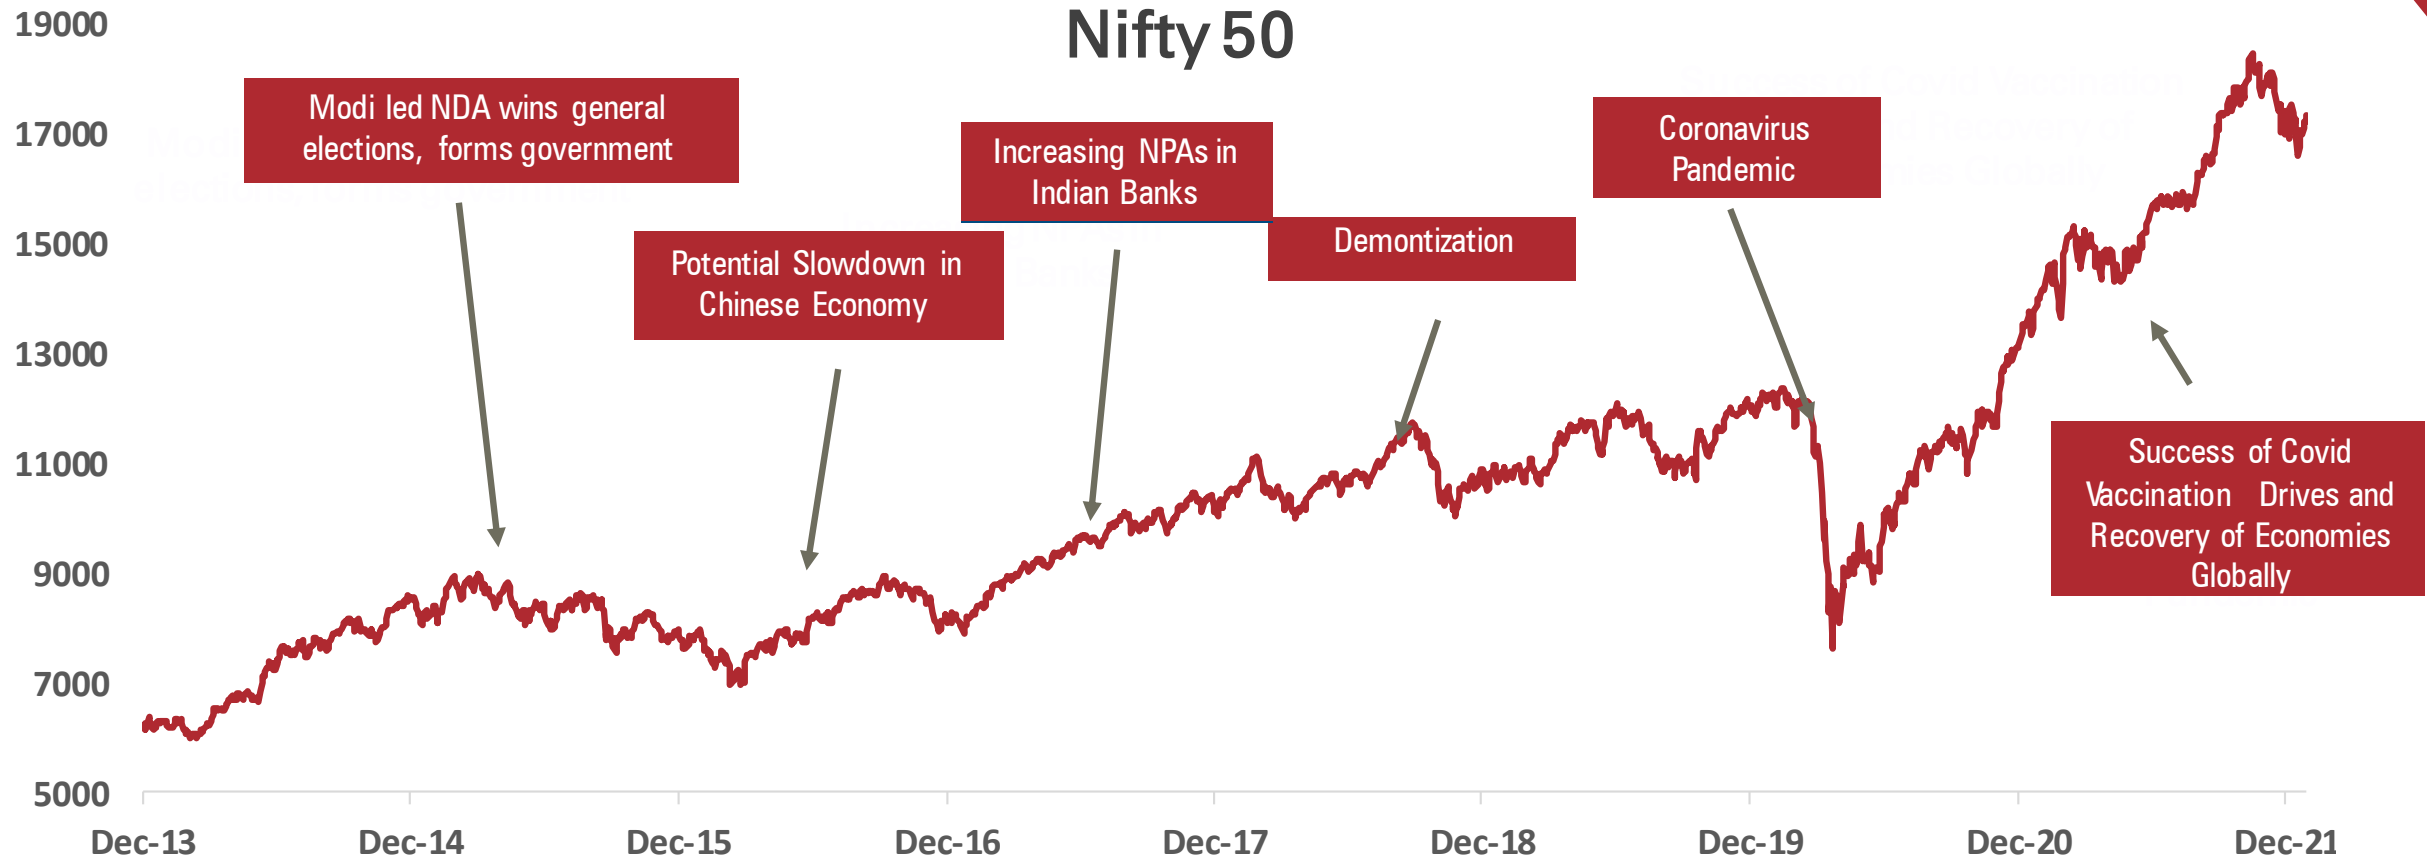 Nifty 50
19000
17000
15000
13000
11000
9000
7000
5000
Modi led NDA wins general
elections, forms government
Potential Slowdown in
Chinese Economy
Increasing NPAs in
Indian Banks
Demontization
Coronavirus
Pandemic
Success of Covid
Vaccination Drives and
Recovery of Economies
Globally
Dec-13
Dec-14
Dec-15
Dec-16
Dec-17
Dec-18
Dec-19
Dec-20
Dec-21